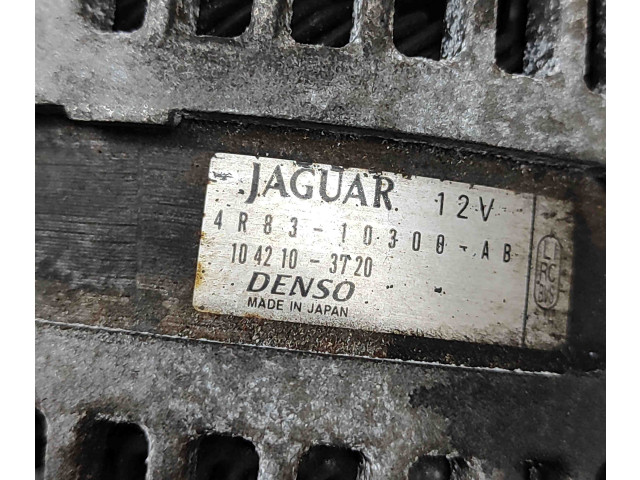 JAGUAR 12V
4R83-10300-AB
104210-3720
DENSO
MADE IN JAPAN